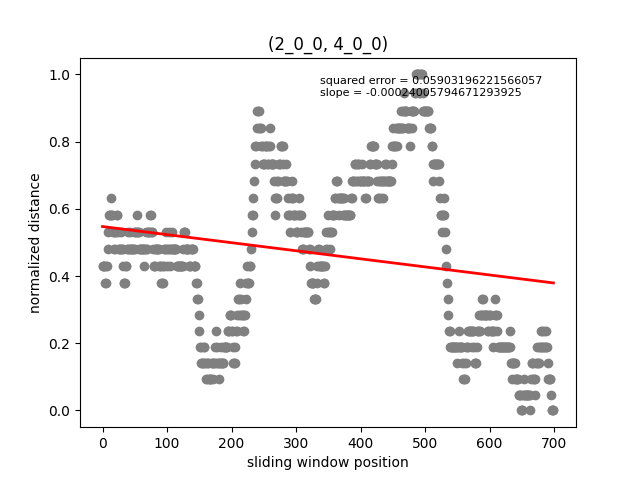 (2_0_0, 4_0_0)
squared error = 0.05903196221566057
slope = -0.00024005794671293925
normalized distance
1.0
0.8
0.6
0.4
0.2
0.0
0 100 200 300 400 500 600 700
sliding window position